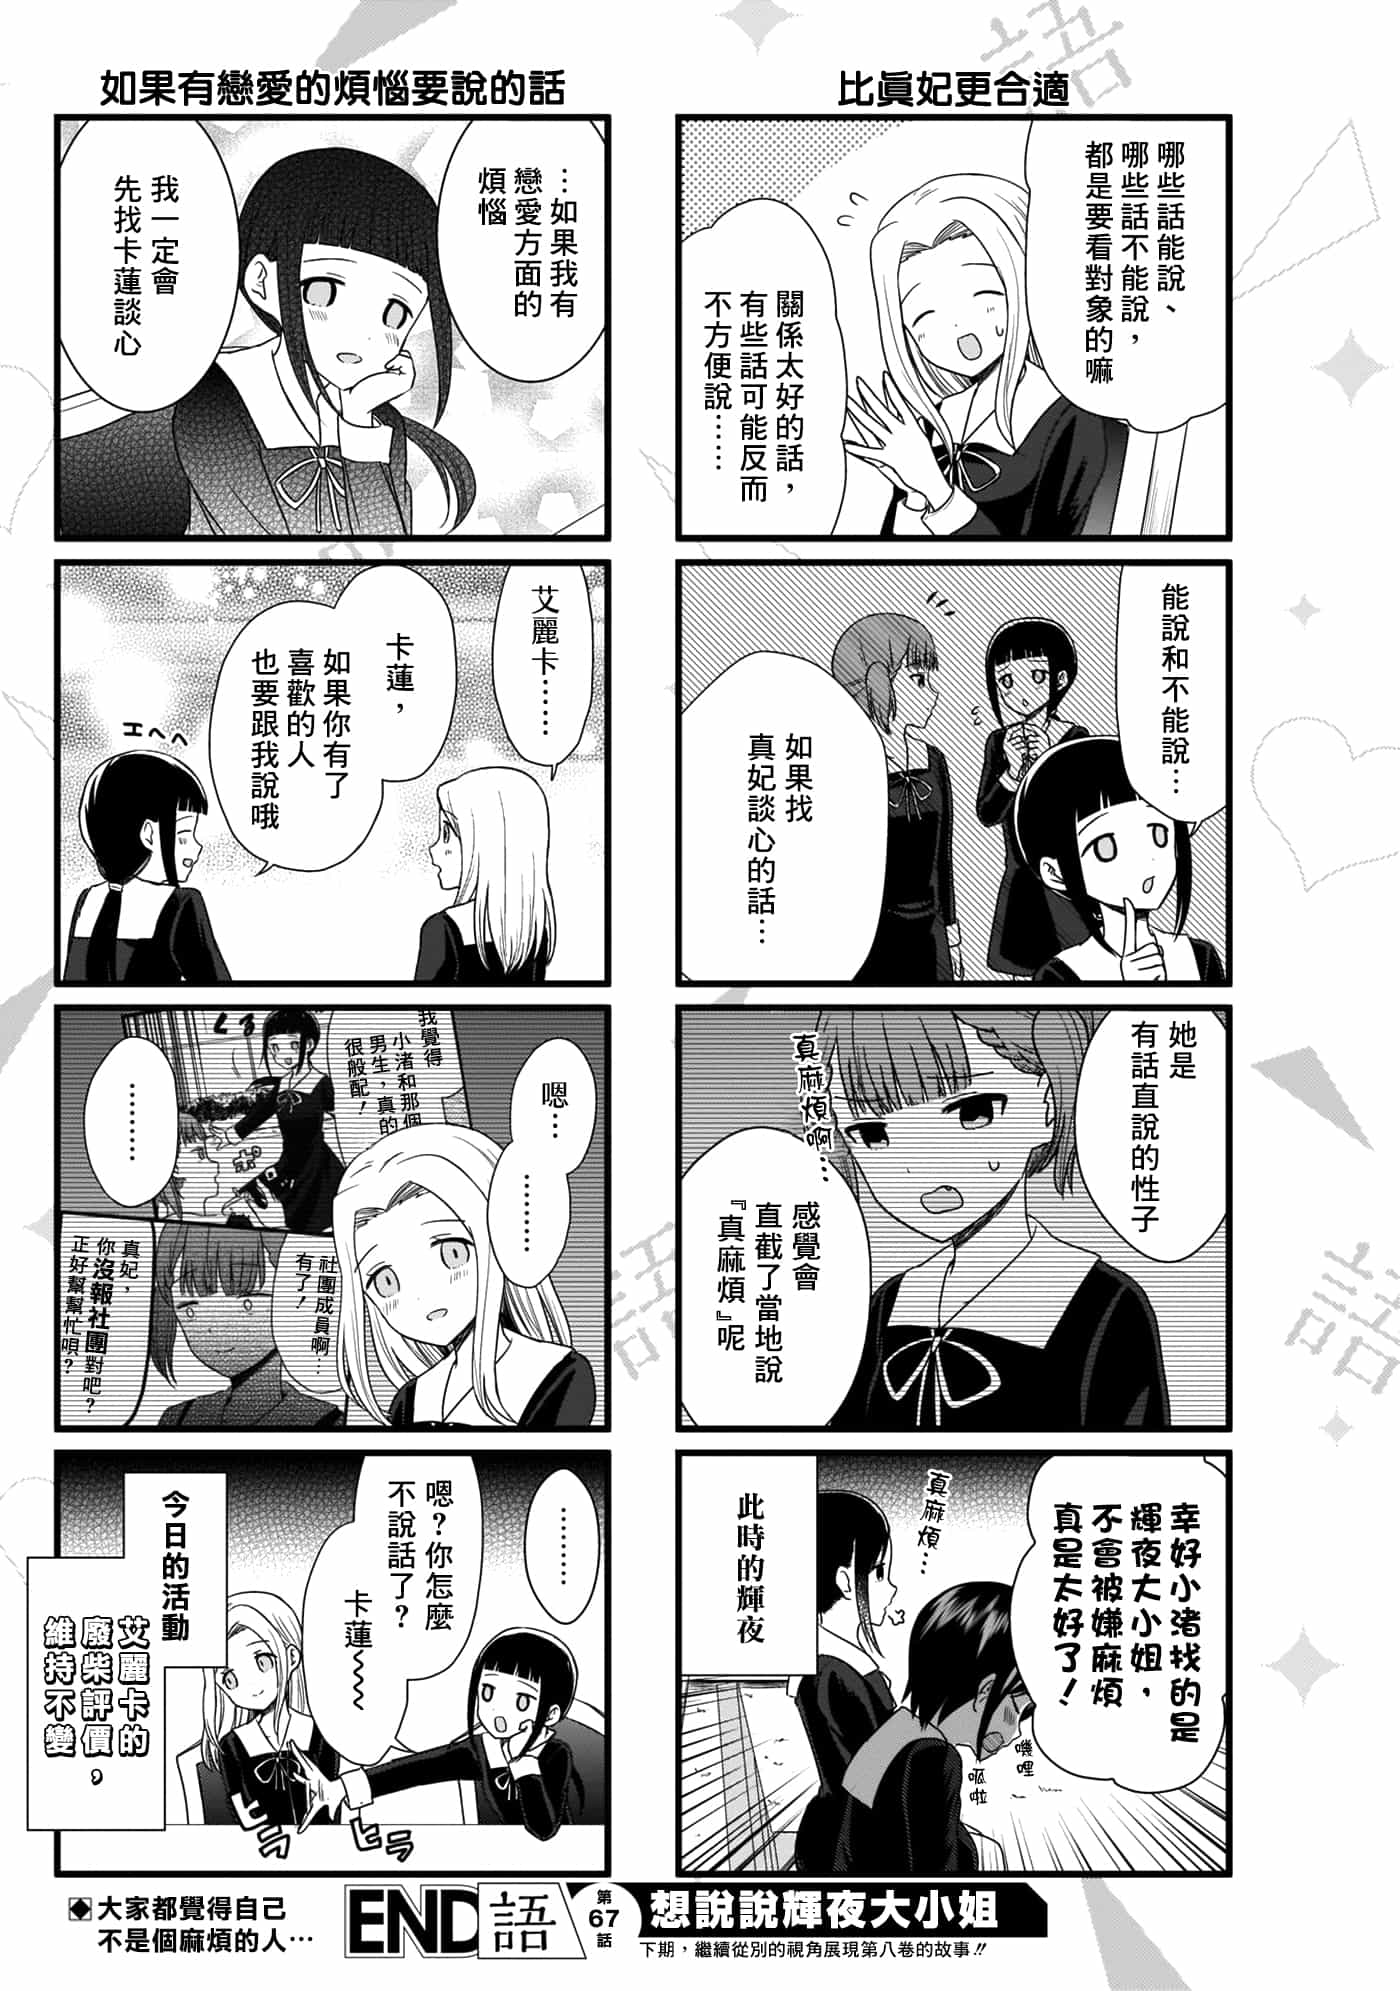 比眞妃更合適
哪些話能說、
哪些話不能說，
都是要看對象的嘛
關係太好的話，
有些話可能反而
不方便說……
能說和不能說…
如果找
真妃談心的話…
她是
有話直說的性子
真麻煩啊…
感覺會
直截了當地說
『真麻煩』呢
幸好小渚找的是
輝夜大小姐，
不會被嫌麻煩
真是太好了！
真麻煩…
此時的輝夜
嘰哩
呱啦
如果有戀愛的煩惱要說的話
…如果我有
戀愛方面的
煩惱
我一定會
先找卡蓮談心
艾麗卡……
卡蓮，
如果你有了
喜歡的人
也要跟我說哦
エヘヘ
嗯…
………
我覺得
小渚和那個
男生，真的
很般配！
くる
ポン
………
社團成員啊…
有了！
真妃，
你沒報社團對吧？
正好幫幫忙唄？
………
嗯？你怎麼
不說話了？
卡蓮～～
ヒラ
ヒラ
今日的活動
艾麗卡的
廢柴評價，
維持不變
大家都覺得自己
不是個麻煩的人…
END
語
第67話
想說說輝夜大小姐
下期，繼續從別的視角展現第八卷的故事!!
語
語
語